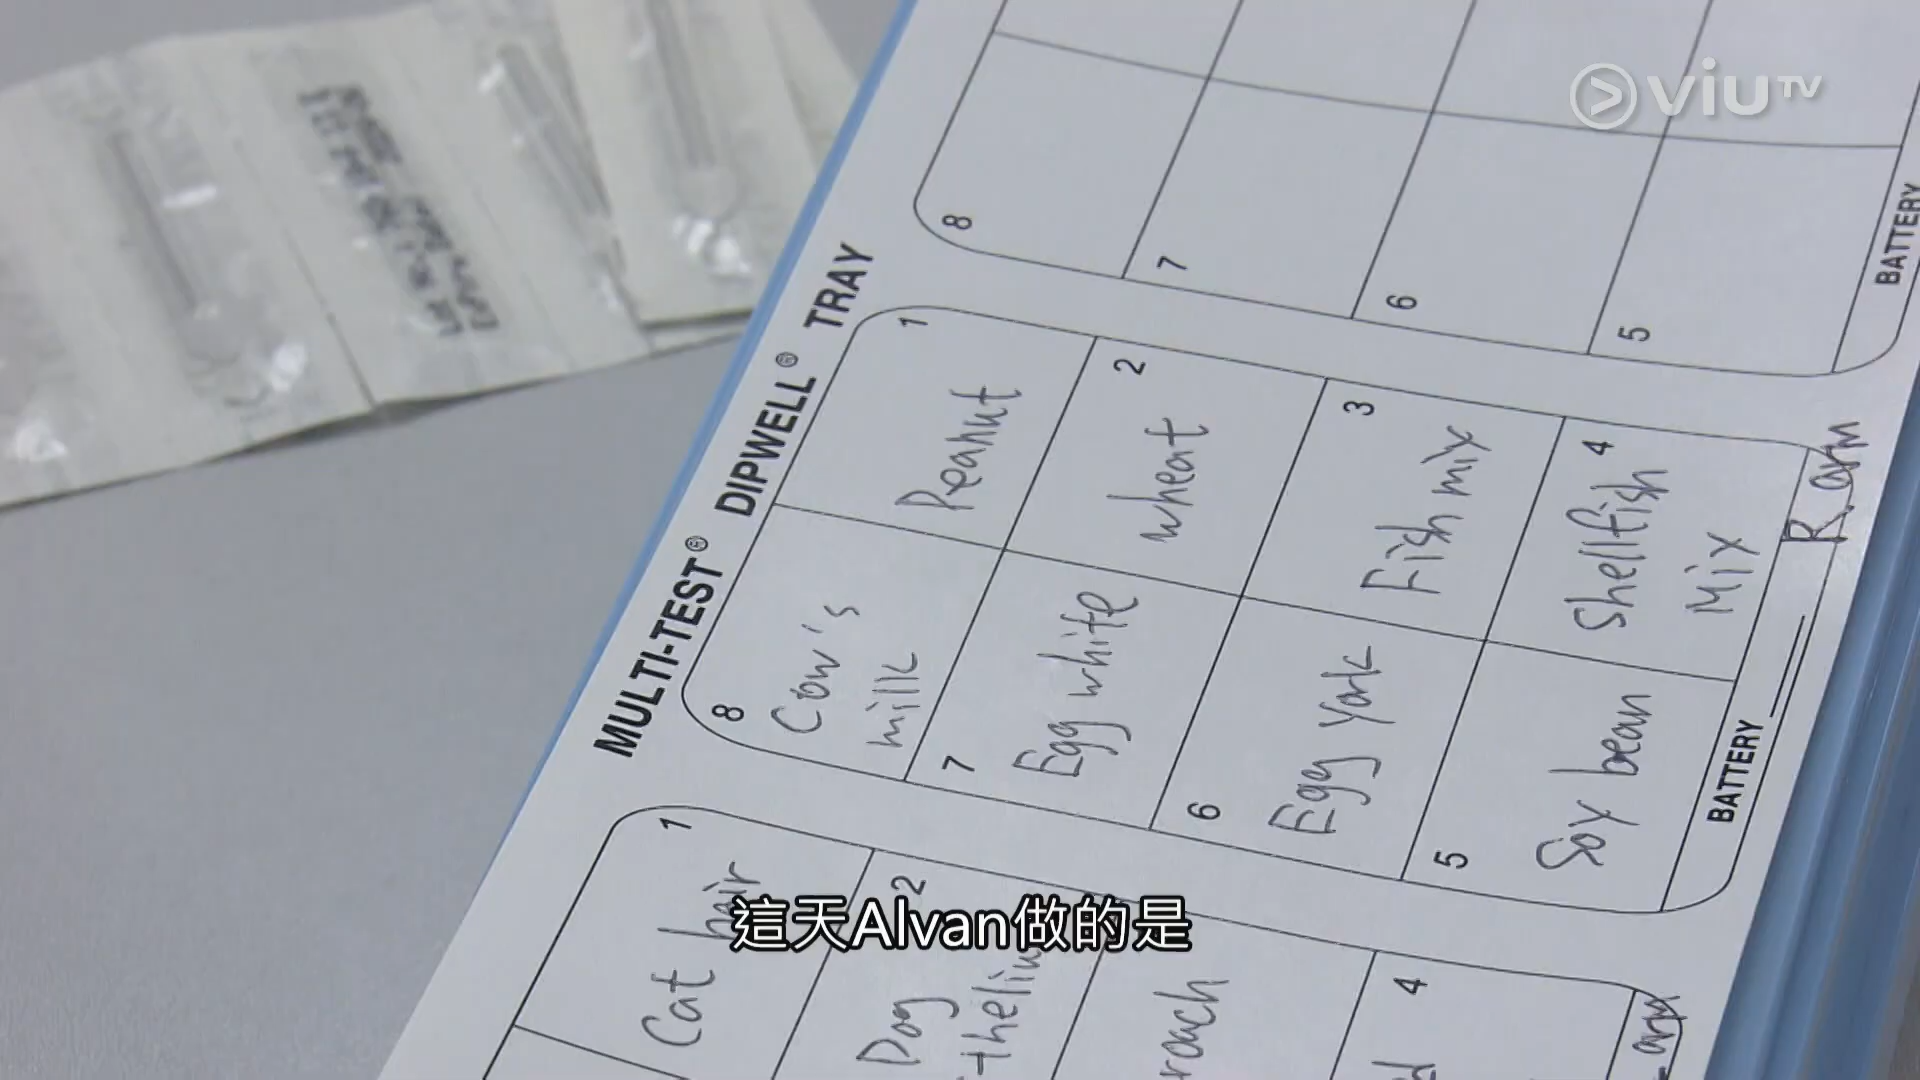 viu TV
8
7
6
5
BATTERY
MULTI-TEST® DIPWELL® TRAY
1
Peanut
2
wheat
3
Fish mix
4
Shellfish
Mix
8
Cow's
milk
7
Egg white
6
Egg York
5
Soy bean
BATTERY
R arm
1
Cat hair
2
Dog
4
arm
這天Alvan做的是